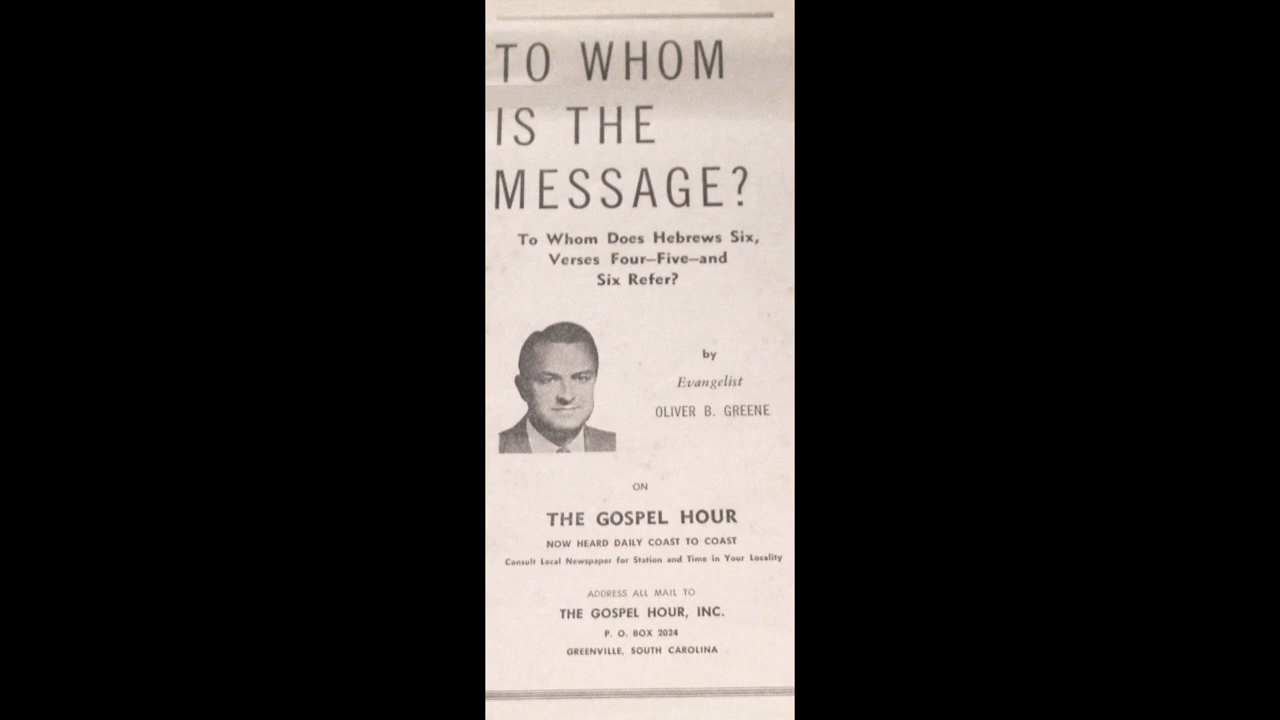 TO WHOM
IS THE
MESSAGE?
To Whom Does Hebrews Six,
Verses Four—Five—and
Six Refer?
by
Evangelist
OLIVER B. GREENE
ON
THE GOSPEL HOUR
NOW HEARD DAILY COAST TO COAST
Consult Local Newspaper for Station and Time in Your Locality
ADDRESS ALL MAIL TO
THE GOSPEL HOUR, INC.
P. O. BOX 2024
GREENVILLE, SOUTH CAROLINA